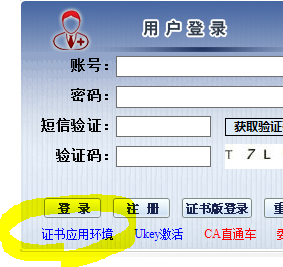 用户登录
账号：
密码：
短信验证：
获取验证
验证码： T 7 L
登 录 注 册 证书版登录
证书应用环境 Ukey激活 CA直通车